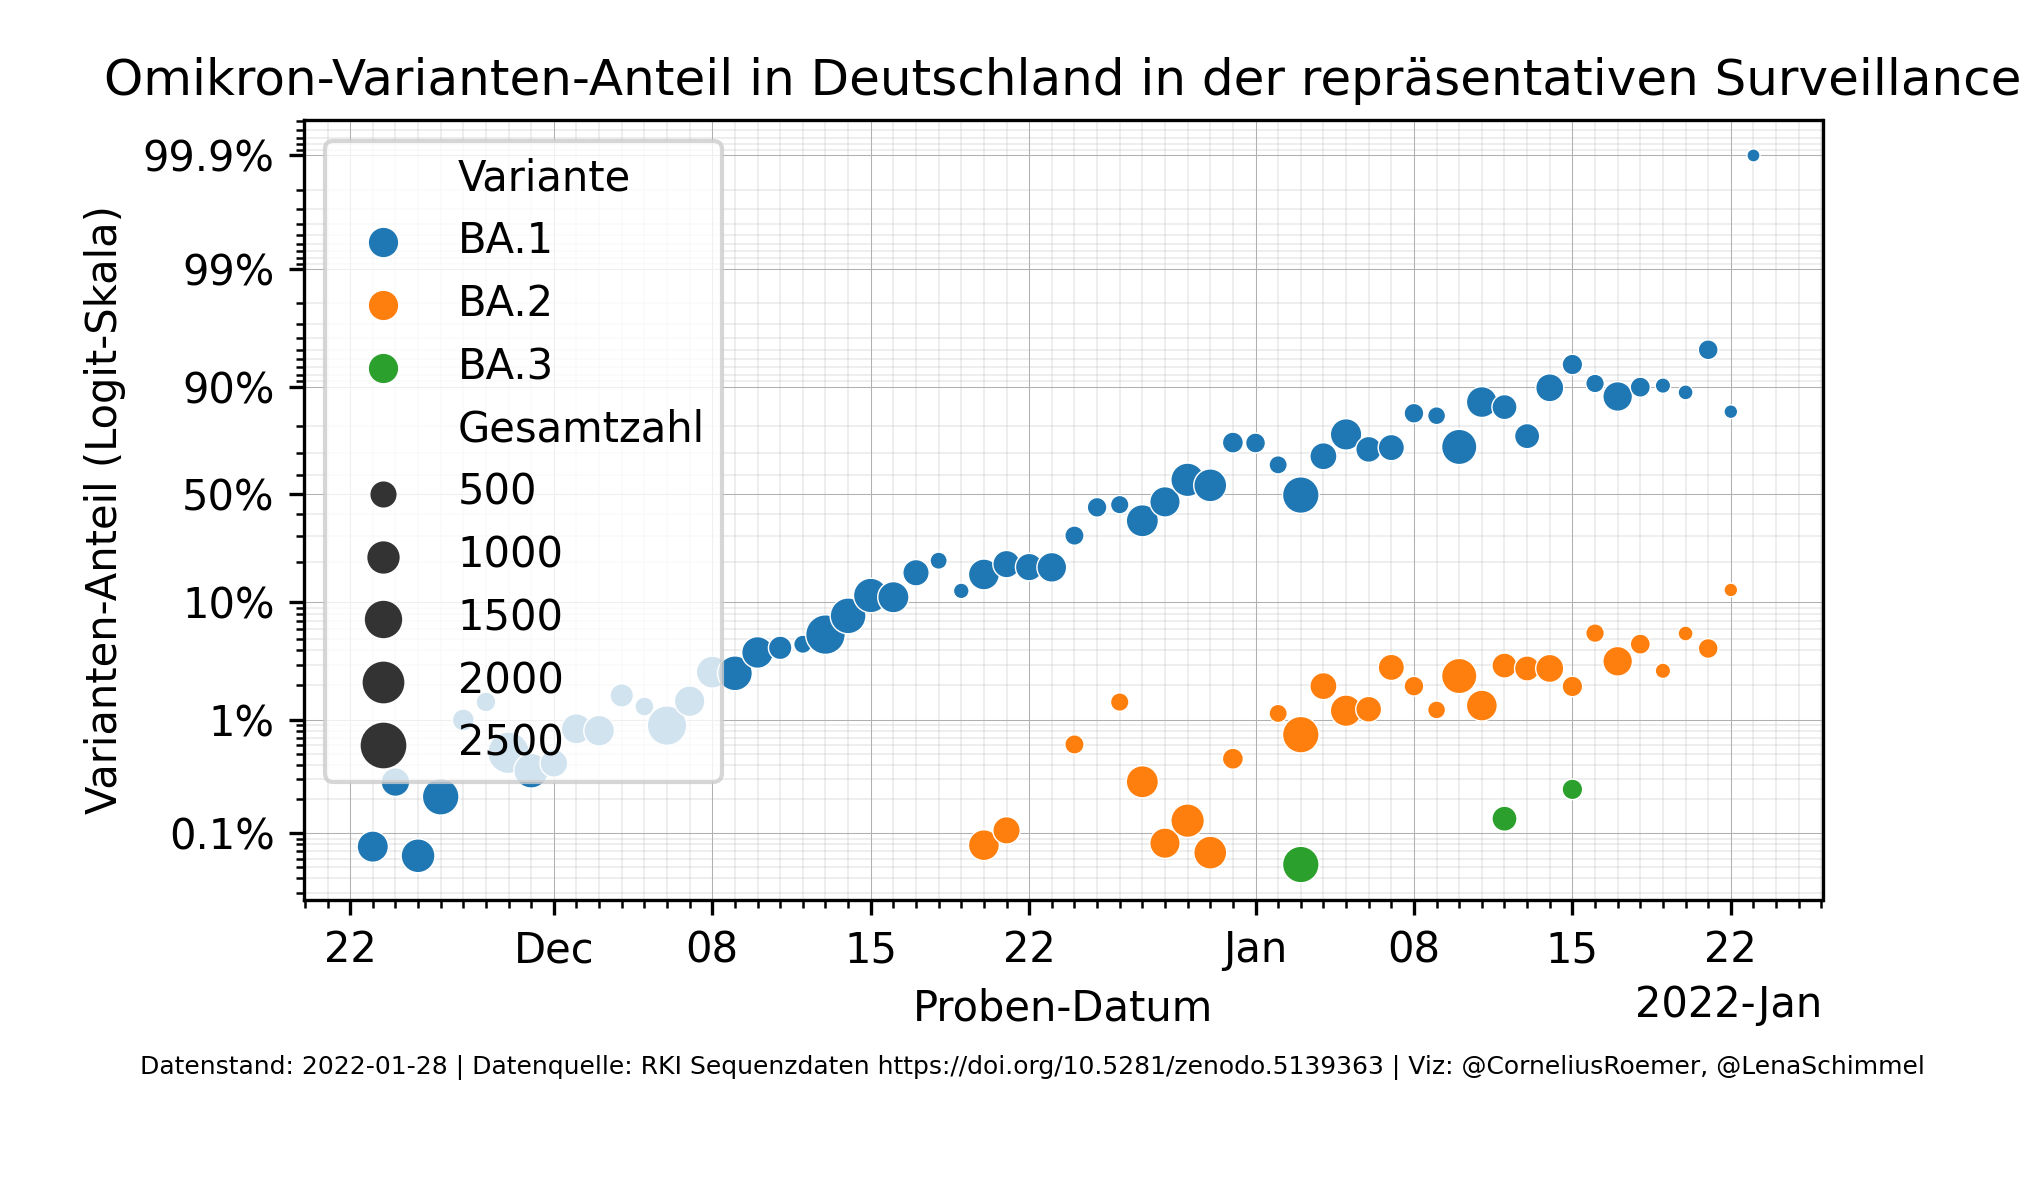 Omikron-Varianten-Anteil in Deutschland in der repräsentativen Surveillance
Varianten-Anteil (Logit-Skala)
99.9%
99%
90%
50%
10%
1%
0.1%
Variante
BA.1
BA.2
BA.3
Gesamtzahl
500
1000
1500
2000
2500
22 Dec 08 15 22 Jan 08 15 22
Proben-Datum
2022-Jan
Datenstand: 2022-01-28 | Datenquelle: RKI Sequenzdaten https://doi.org/10.5281/zenodo.5139363 | Viz: @CorneliusRoemer, @LenaSchimmel